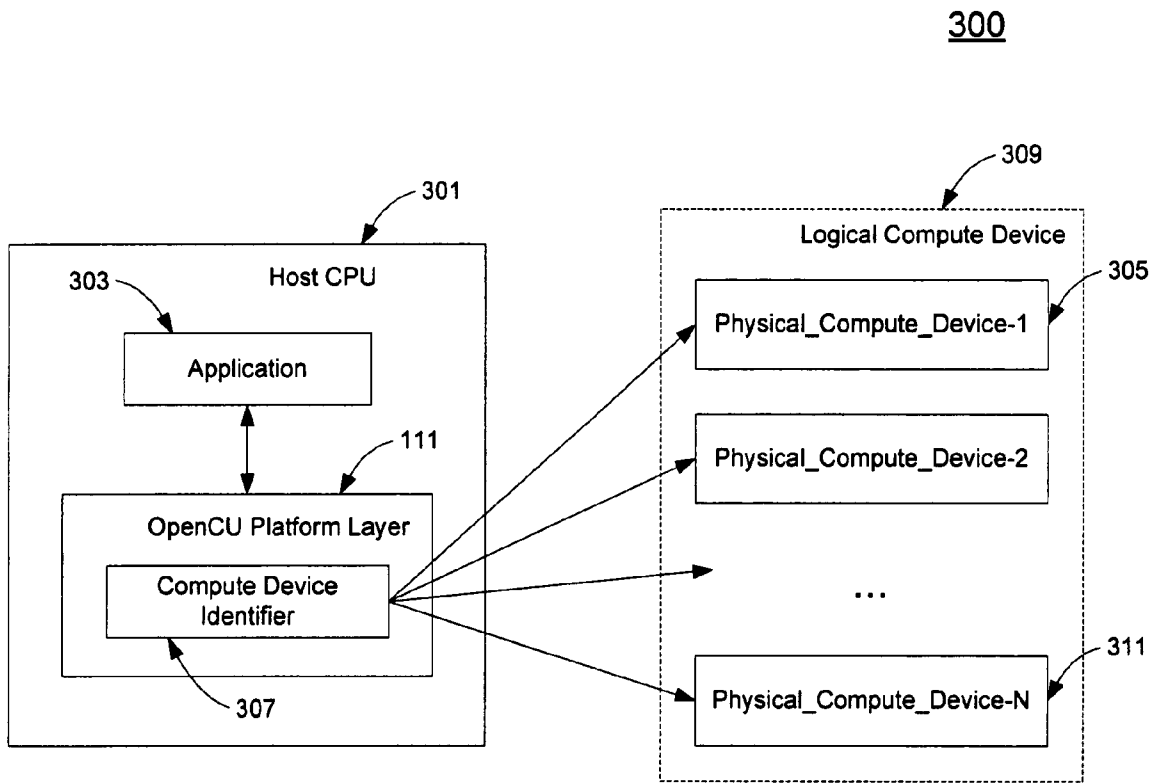 300
309
301
Logical Compute Device
Host CPU
303
305
Physical_Compute_Device-1
Application
111
Physical_Compute_Device-2
OpenCU Platform Layer
Compute Device
Identifier
...
307
311
Physical_Compute_Device-N